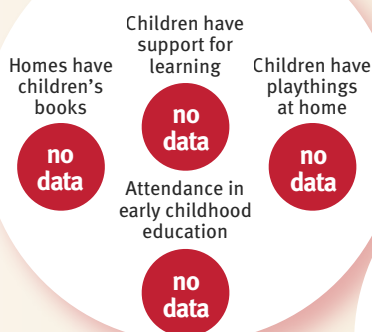 Children have
support for
learning
no
data
Homes have
children's
books
no
data
Children have
playthings
at home
no
data
Attendance in
early childhood
education
no
data